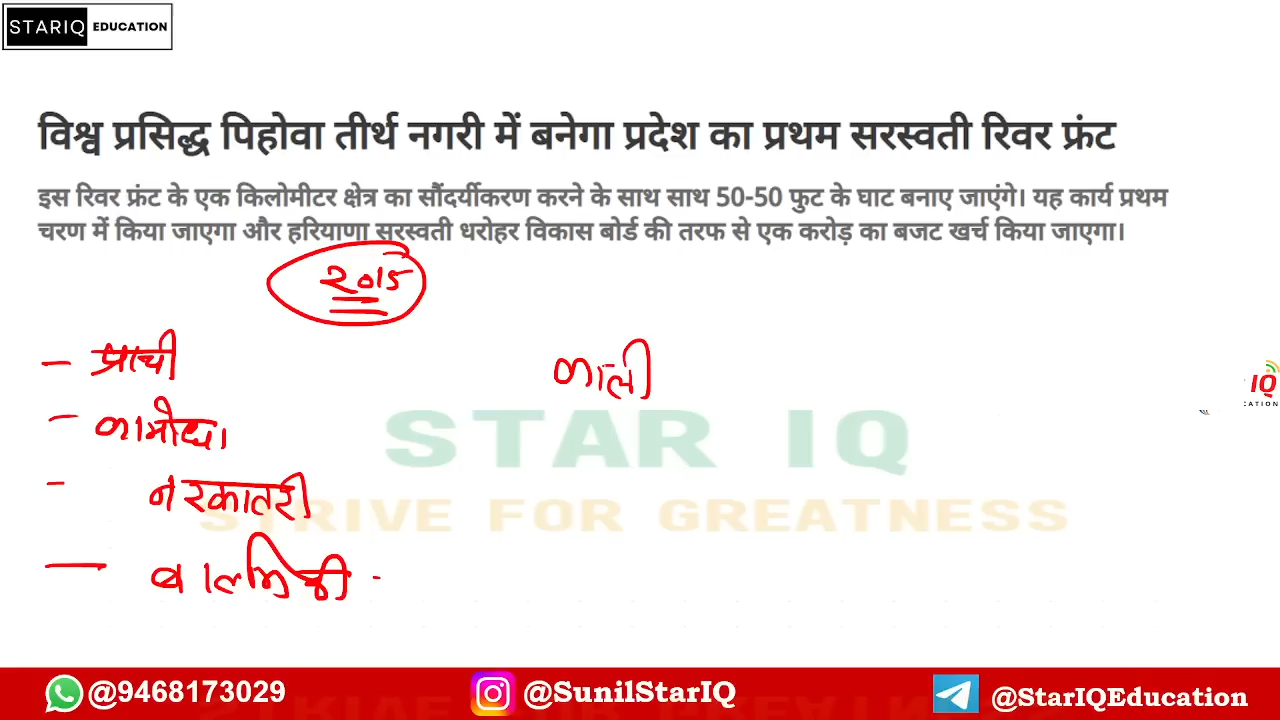 STARIQ EDUCATION
विश्व प्रसिद्ध पिहोवा तीर्थ नगरी में बनेगा प्रदेश का प्रथम सरस्वती रिवर फ्रंट
इस रिवर फ्रंट के एक किलोमीटर क्षेत्र का सौंदर्यीकरण करने के साथ साथ 50-50 फुट के घाट बनाए जाएंगे। यह कार्य प्रथम
चरण में किया जाएगा और हरियाणा सरस्वती धरोहर विकास बोर्ड की तरफ से एक करोड़ का बजट खर्च किया जाएगा।
2015
- प्राची
काली
IQ
STAR IQ
- नरकातरी
STRIVE FOR GREATNESS
@9468173029 @SunilStarIQ @StarIQEducation